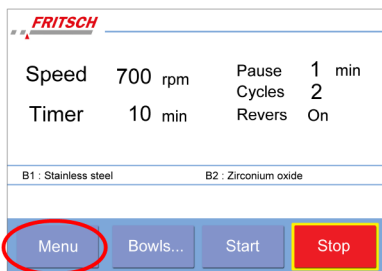 FRITSCH
Speed 700 rpm Pause 1 min
Cycles 2
Timer 10 min Revers On
B1 : Stainless steel B2 : Zirconium oxide
Menu Bowls... Start Stop